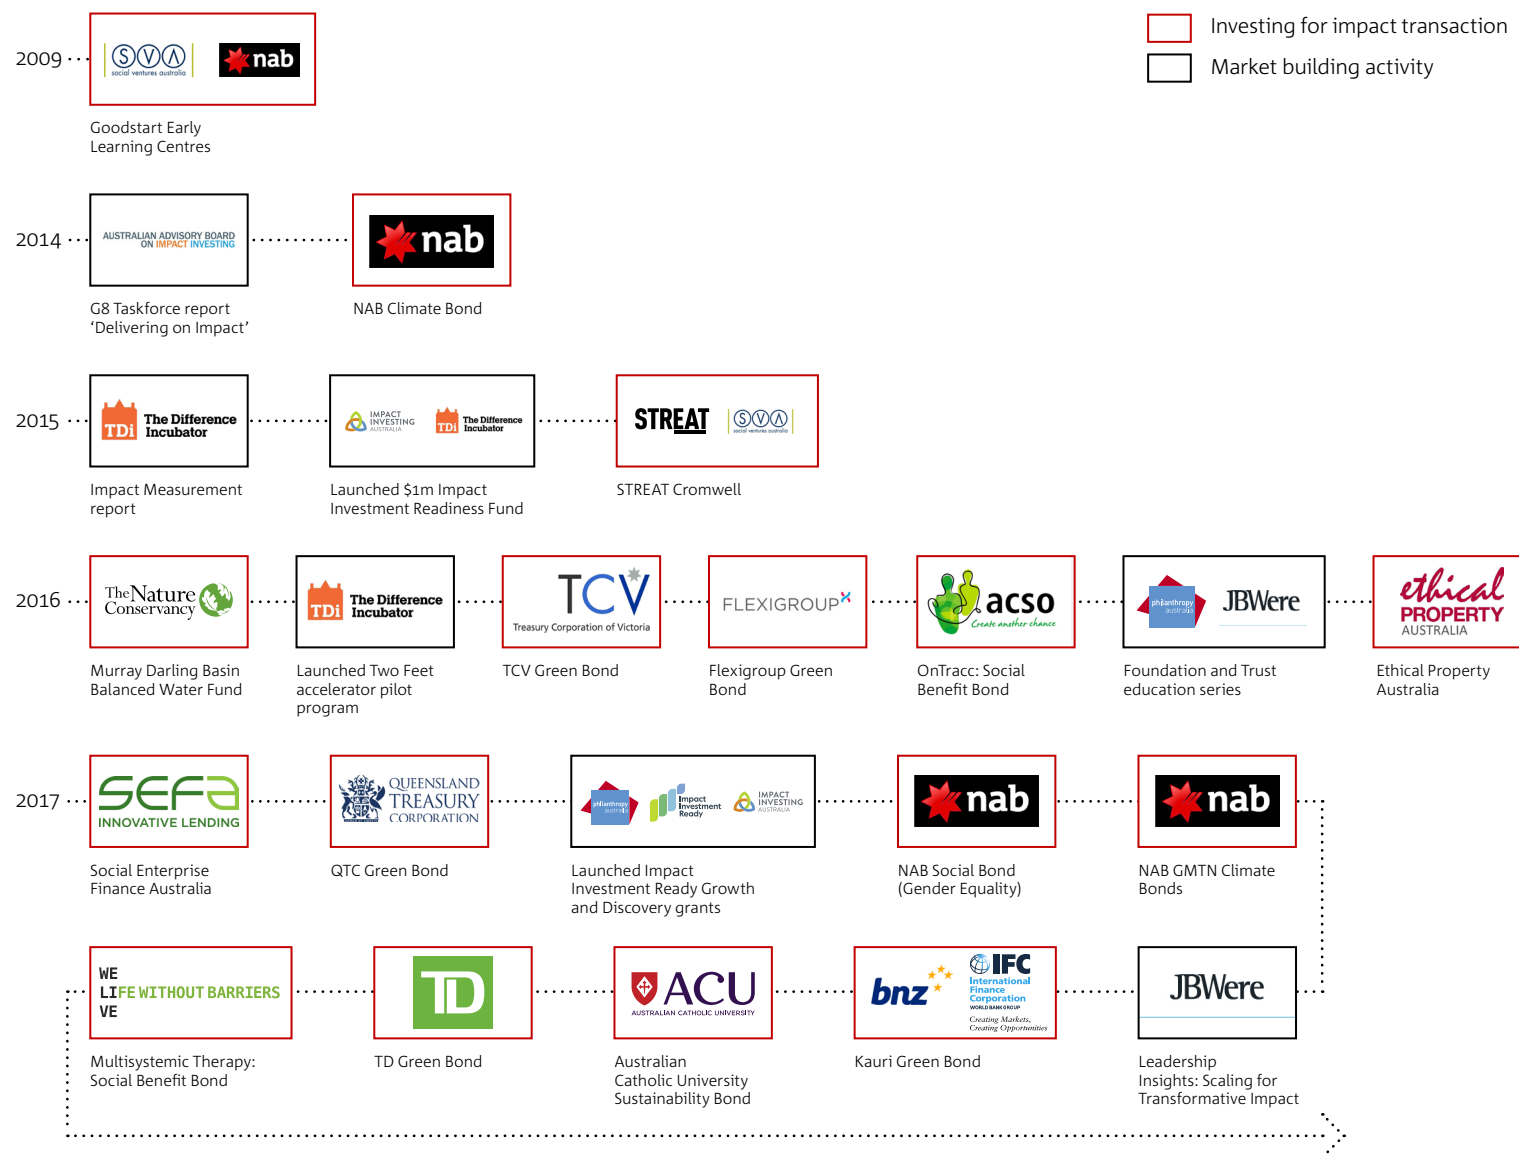 Investing for impact transaction
Market building activity
2009
SVA
social ventures australia
nab
Goodstart Early
Learning Centres
2014
AUSTRALIAN ADVISORY BOARD
ON IMPACT INVESTING
nab
G8 Taskforce report
‘Delivering on Impact’
NAB Climate Bond
2015
TDi
The Difference
Incubator
IMPACT
INVESTING
AUSTRALIA
TDi
The Difference
Incubator
STREAT
SVA
social ventures australia
Impact Measurement
report
Launched $1m Impact
Investment Readiness Fund
STREAT Cromwell
2016
The Nature
Conservancy
TDi
The Difference
Incubator
TCV
Treasury Corporation of Victoria
FLEXIGROUP
acso
Create another chance
philanthropy
australia
JBWere
ethical
PROPERTY
AUSTRALIA
Murray Darling Basin
Balanced Water Fund
Launched Two Feet
accelerator pilot
program
TCV Green Bond
Flexigroup Green
Bond
OnTracc: Social
Benefit Bond
Foundation and Trust
education series
Ethical Property
Australia
2017
SEFA
INNOVATIVE LENDING
QUEENSLAND
TREASURY
CORPORATION
philanthropy
australia
Impact
Investment
Ready
IMPACT
INVESTING
AUSTRALIA
nab
nab
Social Enterprise
Finance Australia
QTC Green Bond
Launched Impact
Investment Ready Growth
and Discovery grants
NAB Social Bond
(Gender Equality)
NAB GMTN Climate
Bonds
WE
LIFE WITHOUT BARRIERS
VE
TD
ACU
AUSTRALIAN CATHOLIC UNIVERSITY
bnz
IFC
International
Finance
Corporation
WORLD BANK GROUP
Creating Markets,
Creating Opportunities
JBWere
Multisystemic Therapy:
Social Benefit Bond
TD Green Bond
Australian
Catholic University
Sustainability Bond
Kauri Green Bond
Leadership
Insights: Scaling for
Transformative Impact